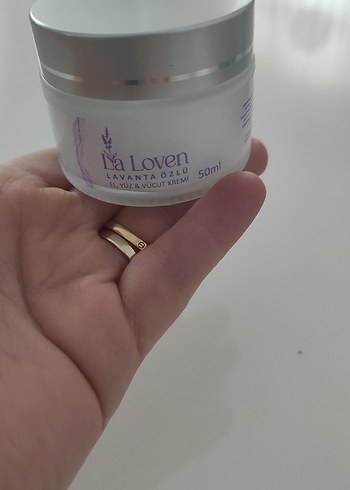 La Loven
LAVANTA ÖZLÜ
EL, YÜZ & VÜCUT KREMİ
50ml